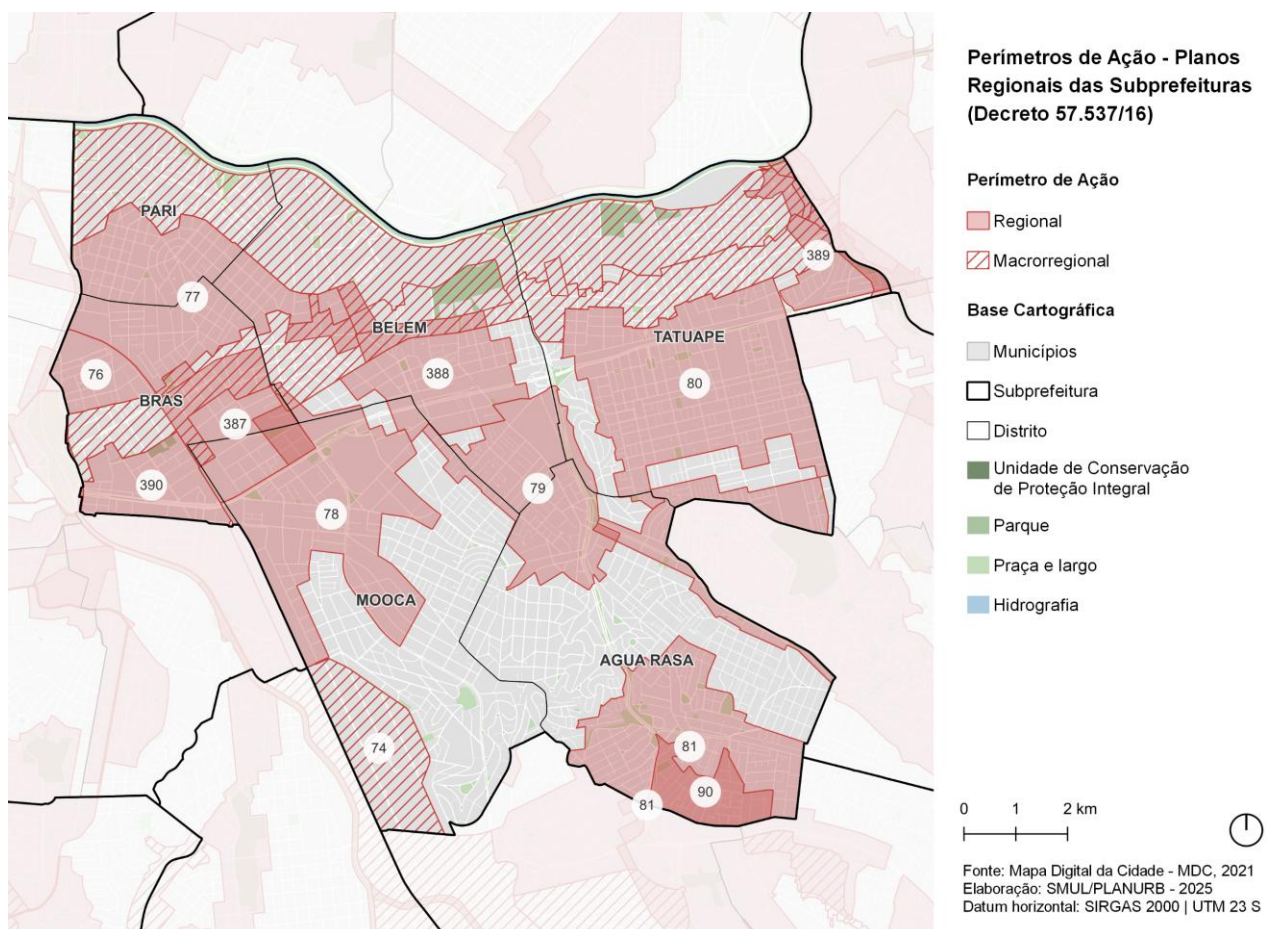 PARI
77
76
BRAS
387
390
BELEM
388
78
79
MOOCA
74
TATUAPE
80
389
AGUA RASA
81
90
81
Perímetros de Ação - Planos
Regionais das Subprefeituras
(Decreto 57.537/16)
Perímetro de Ação
Regional
Macrorregional
Base Cartográfica
Municípios
Subprefeitura
Distrito
Unidade de Conservação
de Proteção Integral
Parque
Praça e largo
Hidrografia
0 1 2 km
Fonte: Mapa Digital da Cidade - MDC, 2021
Elaboração: SMUL/PLANURB - 2025
Datum horizontal: SIRGAS 2000 | UTM 23 S